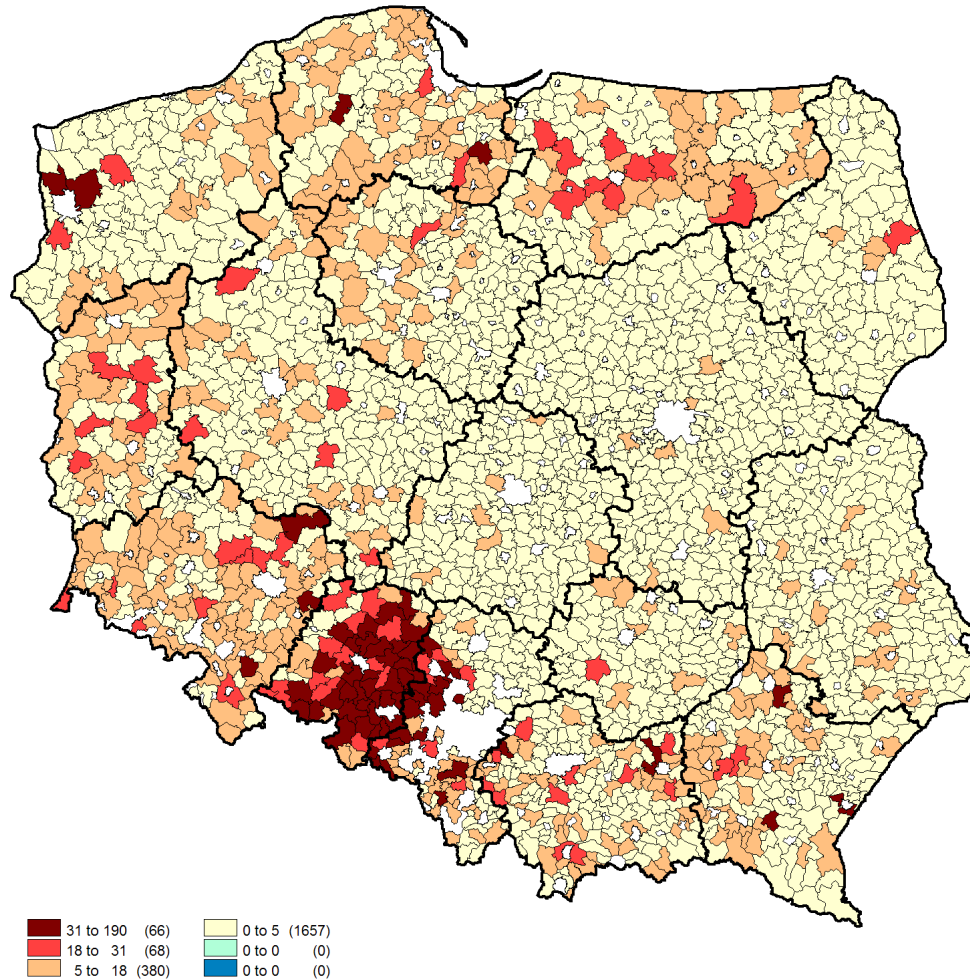 31 to 190 (66)
18 to 31 (68)
5 to 18 (380)
0 to 5 (1657)
0 to 0 (0)
0 to 0 (0)